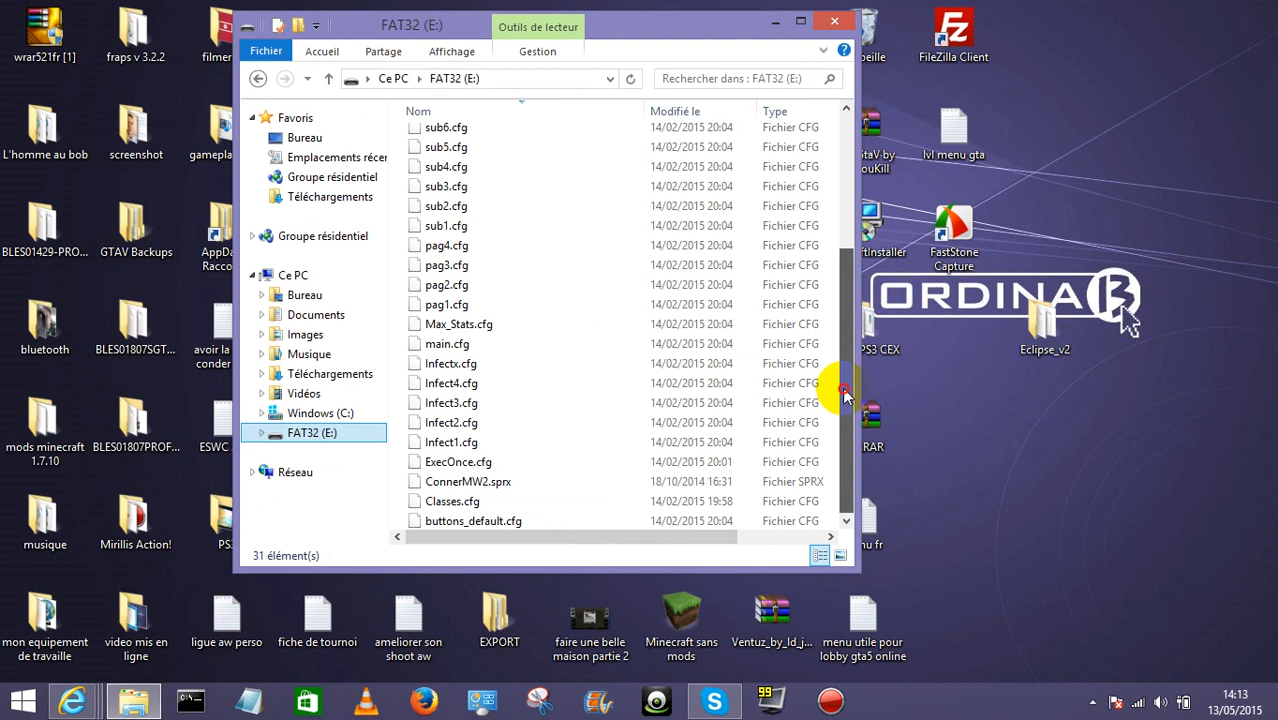 FAT32 (E:)
Outils de lecteur
Fichier
Accueil
Partage
Affichage
Gestion
Ce PC
FAT32 (E:)
Rechercher dans : FAT32 (E:)
Favoris
Bureau
Emplacements récer
Groupe résidentiel
Téléchargements
Groupe résidentiel
Ce PC
Bureau
Documents
Images
Musique
Téléchargements
Vidéos
Windows (C:)
FAT32 (E:)
Réseau
Nom Modifié le Type
sub6.cfg 14/02/2015 20:04 Fichier CFG
sub5.cfg 14/02/2015 20:04 Fichier CFG
sub4.cfg 14/02/2015 20:04 Fichier CFG
sub3.cfg 14/02/2015 20:04 Fichier CFG
sub2.cfg 14/02/2015 20:04 Fichier CFG
sub1.cfg 14/02/2015 20:04 Fichier CFG
pag4.cfg 14/02/2015 20:04 Fichier CFG
pag3.cfg 14/02/2015 20:04 Fichier CFG
pag2.cfg 14/02/2015 20:04 Fichier CFG
pag1.cfg 14/02/2015 20:04 Fichier CFG
Max_Stats.cfg 14/02/2015 20:04 Fichier CFG
main.cfg 14/02/2015 20:04 Fichier CFG
Infectx.cfg 14/02/2015 20:04 Fichier CFG
Infect4.cfg 14/02/2015 20:04 Fichier CFG
Infect3.cfg 14/02/2015 20:04 Fichier CFG
Infect2.cfg 14/02/2015 20:04 Fichier CFG
Infect1.cfg 14/02/2015 20:04 Fichier CFG
ExecOnce.cfg 14/02/2015 20:01 Fichier CFG
ConnerMW2.sprx 18/10/2014 16:31 Fichier SPRX
Classes.cfg 14/02/2015 19:58 Fichier CFG
buttons_default.cfg 14/02/2015 20:04 Fichier CFG
31 élément(s)
wrar521fr [1]
fraps v 3.2.2
filmer
beille
FileZilla Client
L'homme au bob
screenshot
gamepla
GtaV by
ouKill
lvl menu gta
BLES01429-PRO...
GTAV Backups
AppDa
Racco
ftInstaller
FastStone
Capture
ORDINA13
bluetooth
BLES01807SGT...
avoir la
conder
PS3 CEX
Eclipse_v2
mods minecraft
1.7.10
BLES01807PROF...
ESWC
RAR
musique
Mirillis Action!
PS3
nu fr
mon equipement
de travaille
video mis en
ligne
ligue aw perso
fiche de tournoi
ameliorer son
shoot aw
EXPORT
faire une belle
maison partie 2
Minecraft sans
mods
Ventuz_by_ld_j...
menu utile pour
lobby gta5 online
99
14:13
13/05/2015